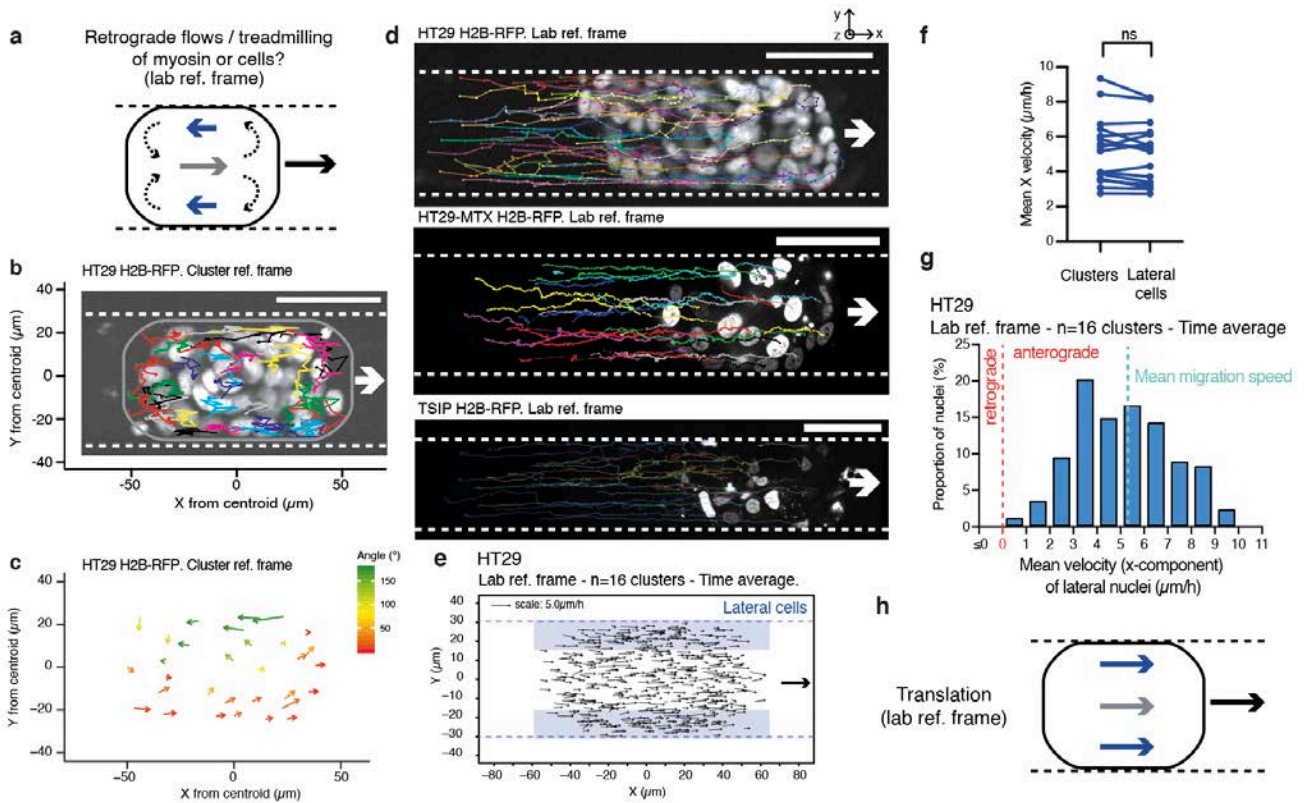 a
Retrograde flows / treadmilling
of myosin or cells?
(lab ref. frame)
b
HT29 H2B-RFP. Cluster ref. frame
40
20
0
-20
-40
Y from centroid (µm)
-50
0
50
X from centroid (µm)
c
HT29 H2B-RFP. Cluster ref. frame
Angle (°)
150
100
50
40
20
0
-20
-40
Y from centroid (µm)
-50
0
50
X from centroid (µm)
d
HT29 H2B-RFP. Lab ref. frame
y
z
x
HT29-MTX H2B-RFP. Lab ref. frame
TSIP H2B-RFP. Lab ref. frame
e
HT29
Lab ref. frame - n=16 clusters - Time average.
scale: 5.0µm/h
Lateral cells
40
30
20
10
0
-10
-20
-30
-40
Y (µm)
-80
-60
-40
-20
0
20
40
60
80
X (µm)
f
ns
10
8
6
4
2
0
Mean X velocity (µm/h)
Clusters
Lateral
cells
g
HT29
Lab ref. frame - n=16 clusters - Time average
25
20
15
10
5
0
Proportion of nuclei (%)
retrograde
anterograde
Mean migration speed
≤0
0
1
2
3
4
5
6
7
8
9
10
11
Mean velocity (x-component)
of lateral nuclei (µm/h)
h
Translation
(lab ref. frame)